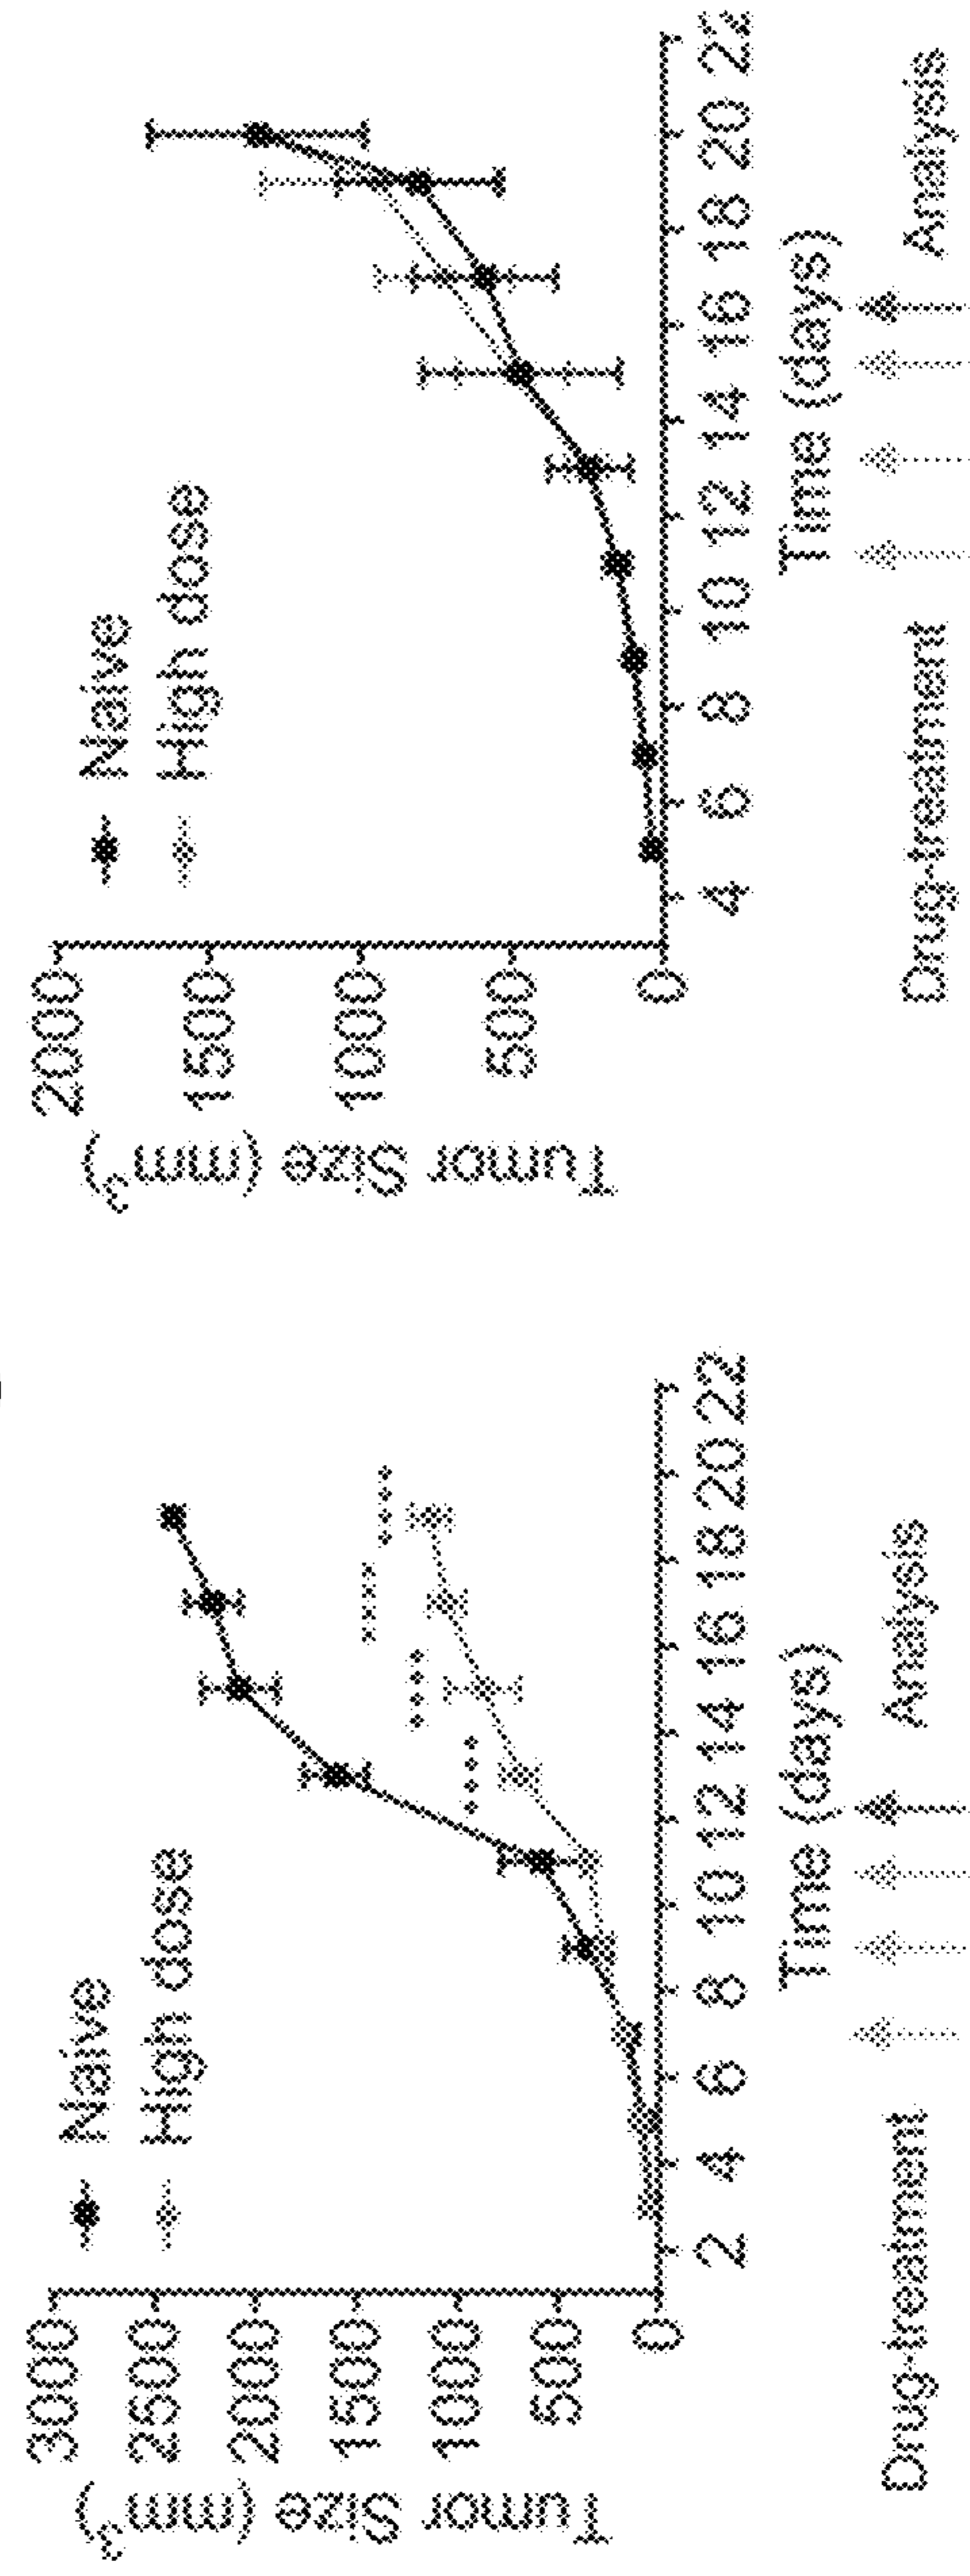 Tumor Size (mm³)
3000
2500
2000
1500
1000
500
0
Naive
High dose
****
****
****
****
2 4 6 8 10 12 14 16 18 20 22
Time (days)
Drug-treatment
Analysis
Tumor Size (mm³)
2000
1500
1000
500
0
Naive
High dose
4 6 8 10 12 14 16 18 20 22
Time (days)
Drug-treatment
Analysis